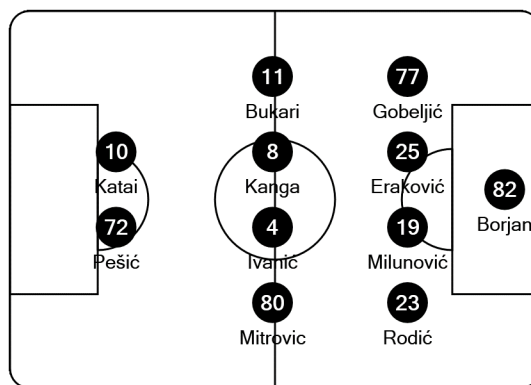 11
Bukari
77
Gobeljić
10
Katai
8
Kanga
25
Eraković
82
Borjan
72
Pešić
4
Ivanić
19
Milunović
80
Mitrovic
23
Rodić